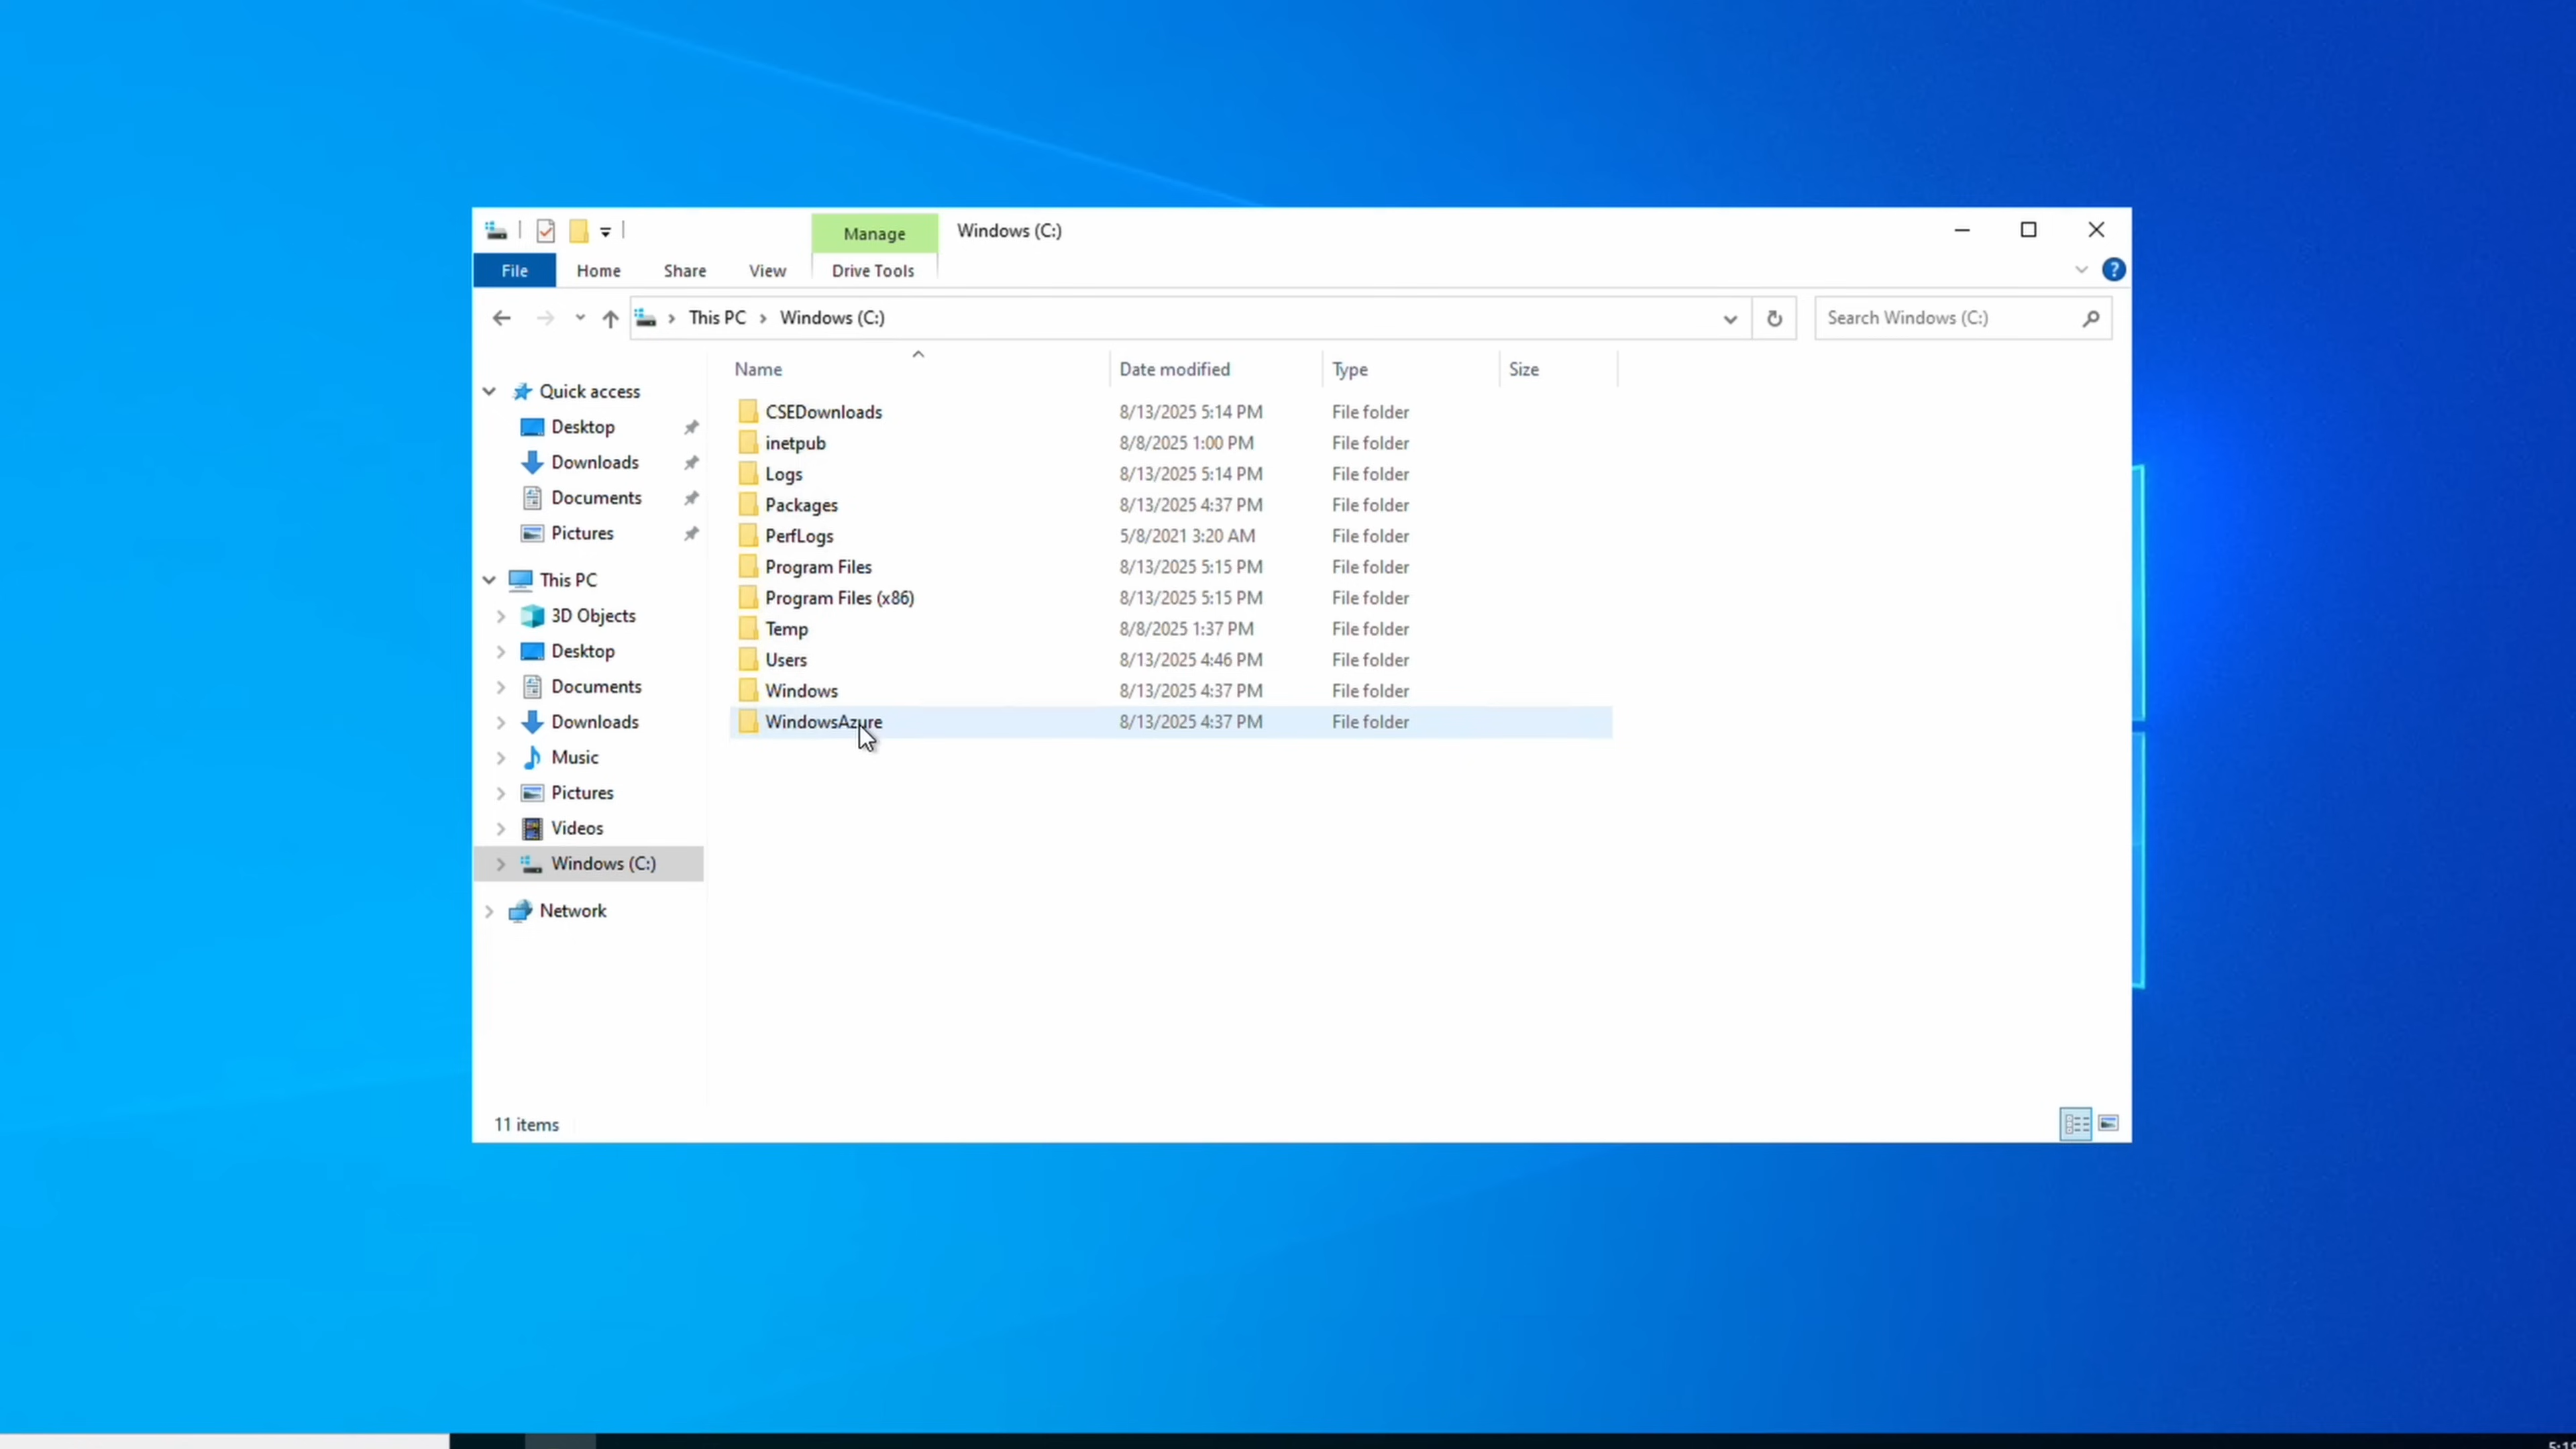 Manage
Windows (C:)
File
Home
Share
View
Drive Tools
?
This PC
Windows (C:)
Search Windows (C:)
Name
Date modified
Type
Size
Quick access
Desktop
Downloads
Documents
Pictures
This PC
3D Objects
Desktop
Documents
Downloads
Music
Pictures
Videos
Windows (C:)
Network
CSEDownloads 8/13/2025 5:14 PM File folder
inetpub 8/8/2025 1:00 PM File folder
Logs 8/13/2025 5:14 PM File folder
Packages 8/13/2025 4:37 PM File folder
PerfLogs 5/8/2021 3:20 AM File folder
Program Files 8/13/2025 5:15 PM File folder
Program Files (x86) 8/13/2025 5:15 PM File folder
Temp 8/8/2025 1:37 PM File folder
Users 8/13/2025 4:46 PM File folder
Windows 8/13/2025 4:37 PM File folder
WindowsAzure 8/13/2025 4:37 PM File folder
11 items